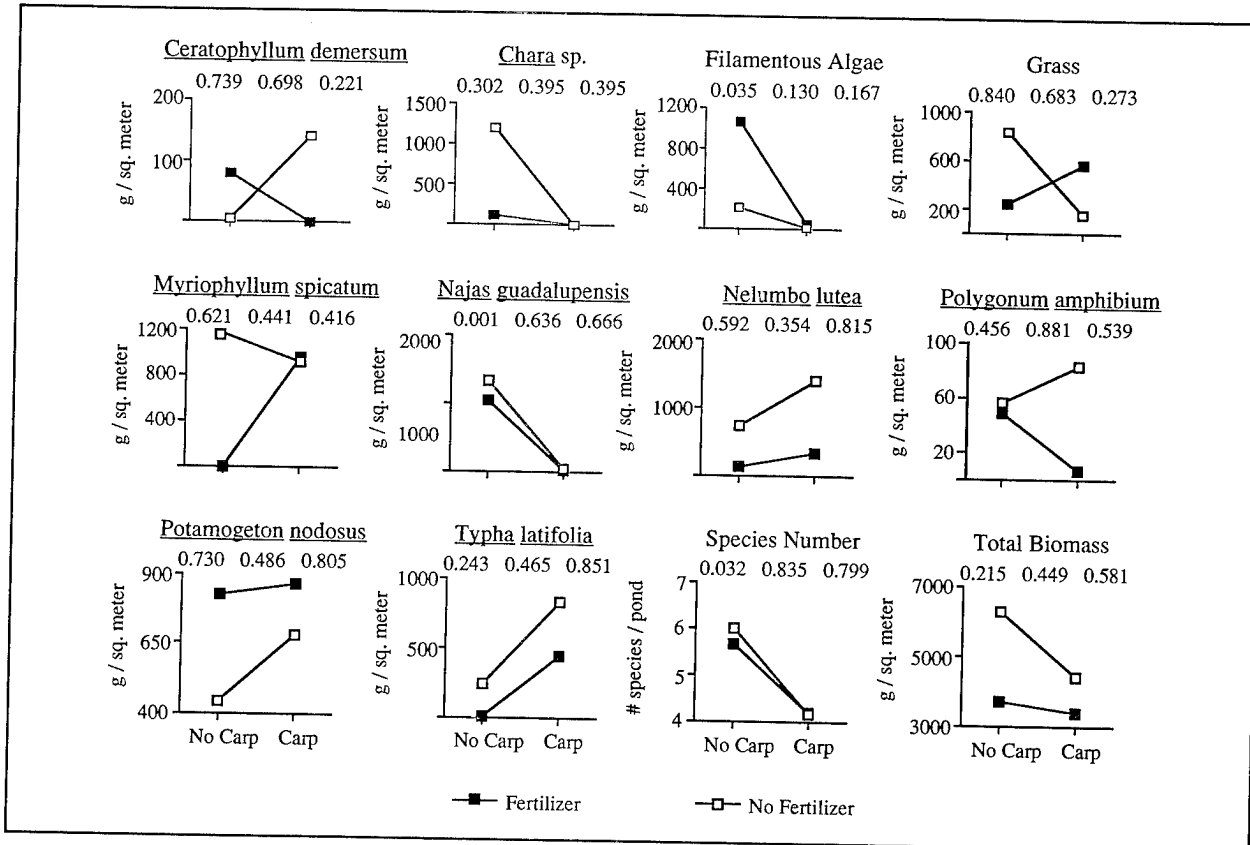 Ceratophyllum demersum
0.739 0.698 0.221
g / sq. meter
200
100
Chara sp.
0.302 0.395 0.395
g / sq. meter
1500
1000
500
Filamentous Algae
0.035 0.130 0.167
g / sq. meter
1200
800
400
Grass
0.840 0.683 0.273
g / sq. meter
1000
600
200
Myriophyllum spicatum
0.621 0.441 0.416
g / sq. meter
1200
800
400
Najas guadalupensis
0.001 0.636 0.666
g / sq. meter
2000
1000
Nelumbo lutea
0.592 0.354 0.815
g / sq. meter
2000
1000
Polygonum amphibium
0.456 0.881 0.539
g / sq. meter
100
60
20
Potamogeton nodosus
0.730 0.486 0.805
g / sq. meter
900
650
400
No Carp Carp
Typha latifolia
0.243 0.465 0.851
g / sq. meter
1000
500
No Carp Carp
Species Number
0.032 0.835 0.799
# species / pond
7
6
5
4
No Carp Carp
Total Biomass
0.215 0.449 0.581
g / sq. meter
7000
5000
3000
No Carp Carp
Fertilizer
No Fertilizer